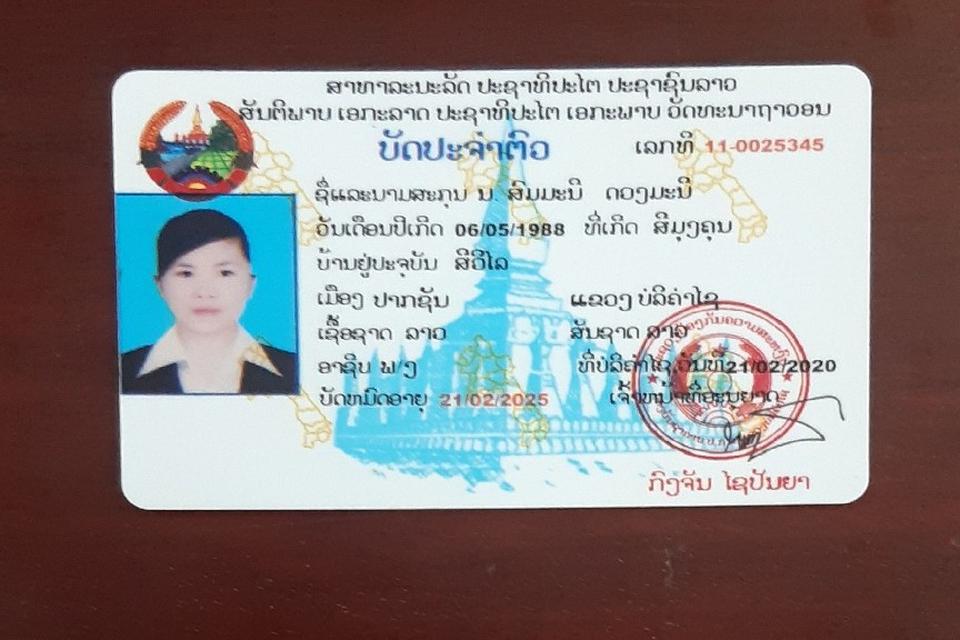 ສາທາລະນະລັດ ປະຊາທິປະໄຕ ປະຊາຊົນລາວ
ສັນຕິພາບ ເອກະລາດ ປະຊາທິປະໄຕ ເອກະພາບ ວັດທະນາຖາວອນ
ບັດປະຈຳຕົວ ເລກທີ 11-0025345
ຊື່ແລະນາມສະກຸນ ນ. ສົມມະນີ ດວງມະນີ
ວັນເດືອນປີເກີດ 06/05/1988 ທີ່ເກີດ ສີມຸງຄຸນ
ບ້ານຢູ່ປະຈຸບັນ ສີວິໄລ
ເມືອງ ປາກຊັນ ແຂວງ ບໍລິຄຳໄຊ
ເຊື້ອຊາດ ລາວ ສັນຊາດ ລາວ
ອາຊີບ ພ/ງ ທີ່ບໍລິຄຳໄຊ,ວັນທີ21/02/2020
ບັດຫມົດອາຍຸ 21/02/2025 ເຈົ້າຫນ້າທີ່ອະນຸຍາດ
ກົງຈັນ ໄຊປັນຍາ